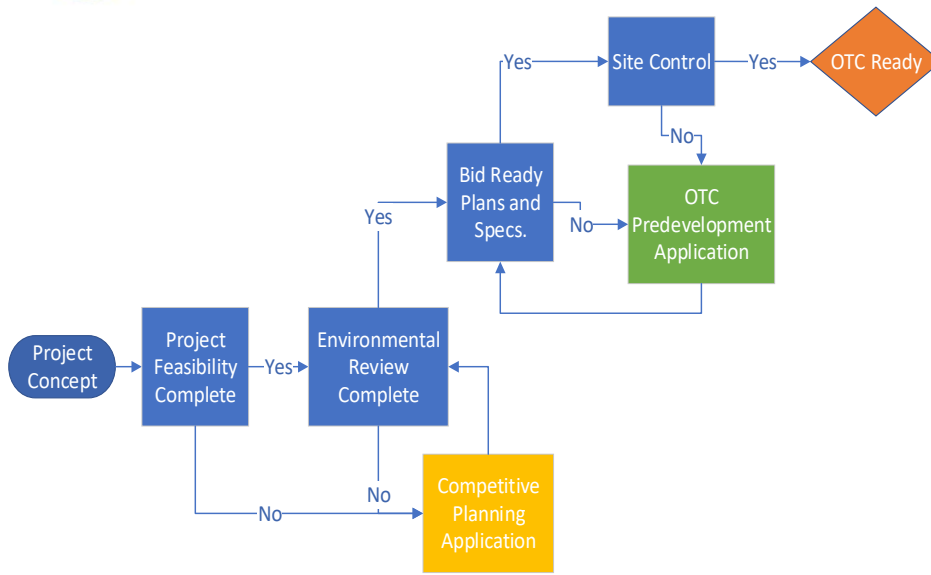 Yes
Site Control
Yes
OTC Ready
No
Bid Ready
Plans and
Specs.
No
OTC
Predevelopment
Application
Yes
Project
Concept
Project
Feasibility
Complete
Yes
Environmental
Review
Complete
No
No
Competitive
Planning
Application